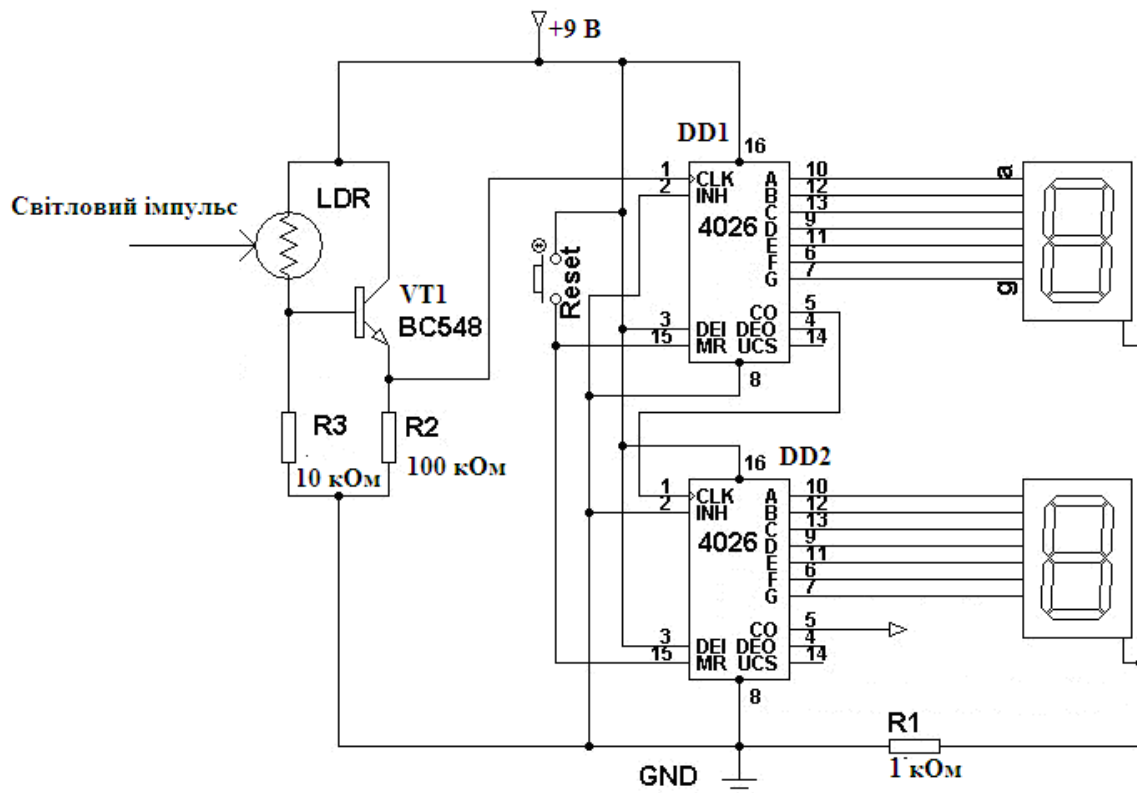 +9 В
DD1
16
1 CLK A 10 a
2 INH B 12
C 13
4026 D 9
E 11
F 6
G 7 g
CO 5
3 DEI DEO 4
15 MR UCS 14
8
LDR
Світловий імпульс
VT1
BC548
Reset
R3
10 кОм
R2
100 кОм
DD2
16
1 CLK A 10
2 INH B 12
C 13
4026 D 9
E 11
F 6
G 7
CO 5
3 DEI DEO 4
15 MR UCS 14
8
R1
1 кОм
GND